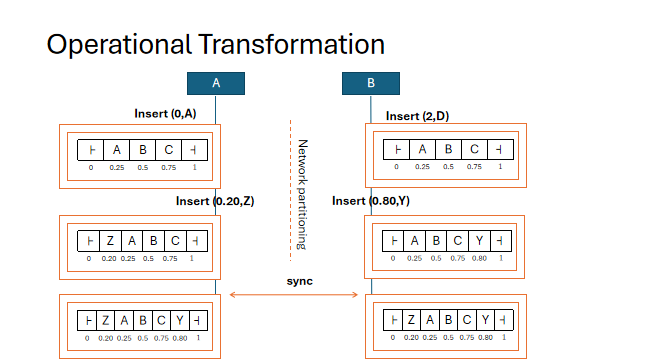 Operational Transformation
A B
Insert (0,A) Insert (2,D)
⊢ A B C ⊣ ⊢ A B C ⊣
0 0.25 0.5 0.75 1 0 0.25 0.5 0.75 1
Network partitioning
Insert (0.20,Z) Insert (0.80,Y)
⊢ Z A B C ⊣ ⊢ A B C Y ⊣
0 0.20 0.25 0.5 0.75 1 0 0.25 0.5 0.75 0.80 1
sync
⊢ Z A B C Y ⊣ ⊢ Z A B C Y ⊣
0 0.20 0.25 0.5 0.75 0.80 1 0 0.20 0.25 0.5 0.75 0.80 1